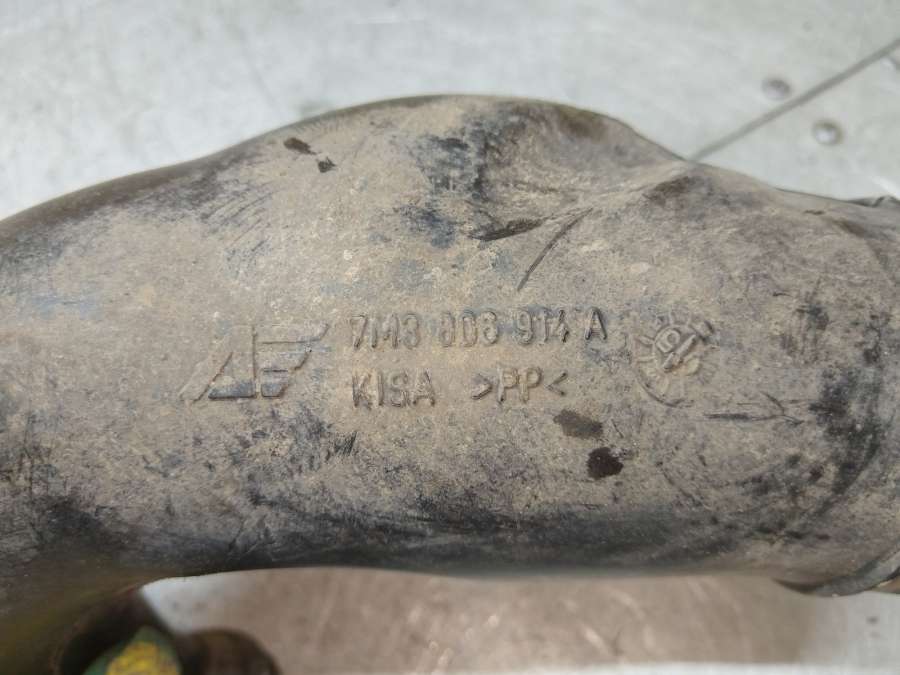 7M3 803 914 A
KISA >PP<